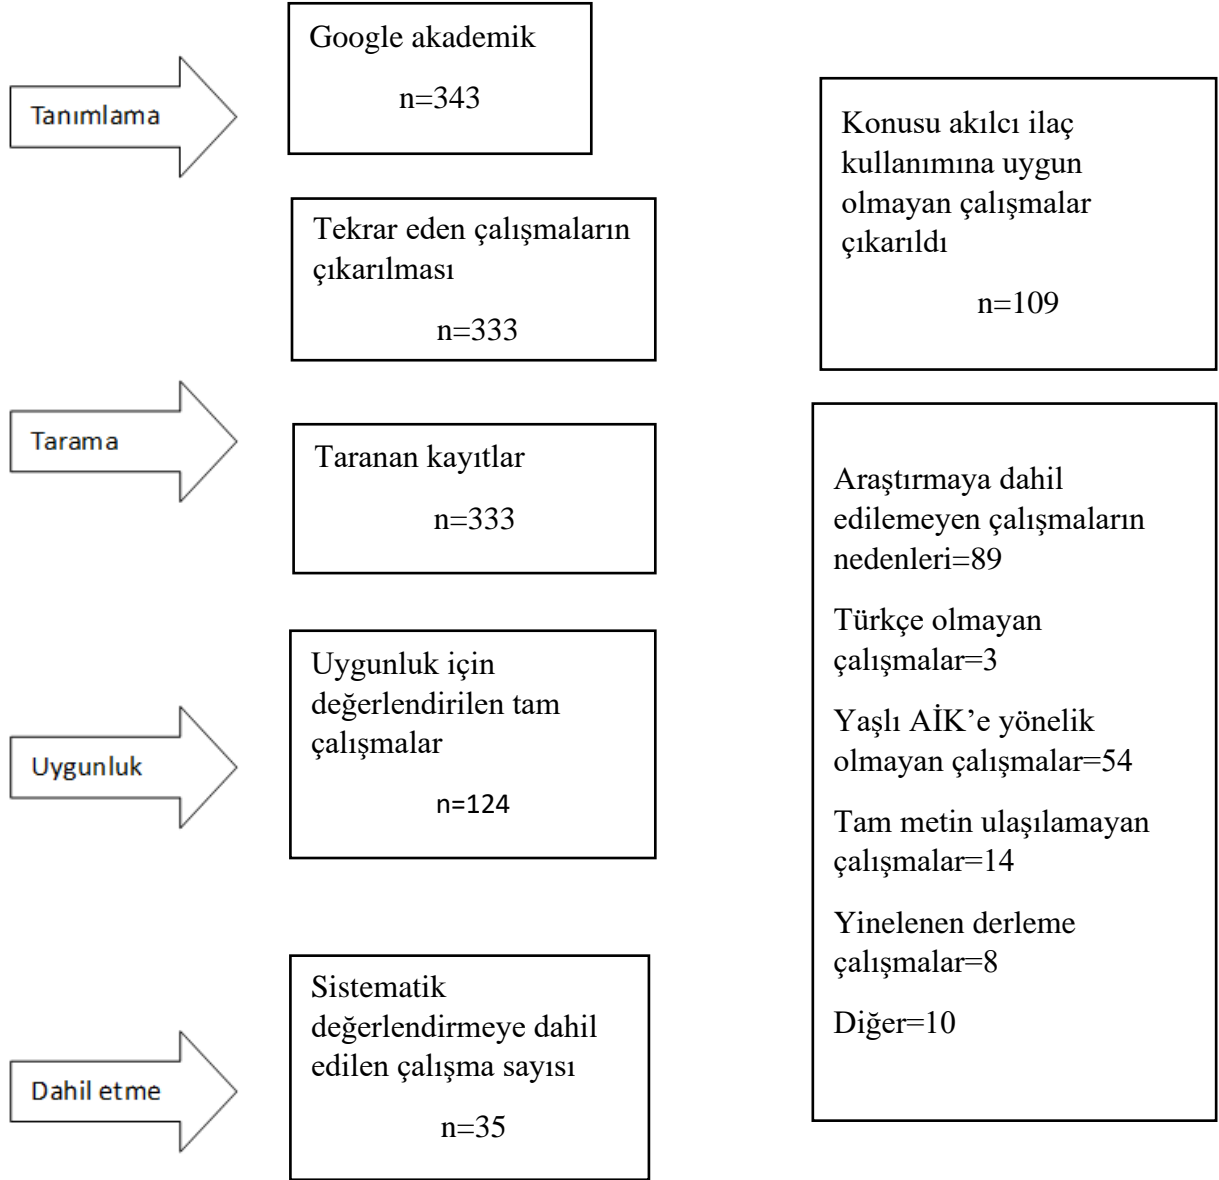 Tanımlama
Google akademik
n=343
Tekrar eden çalışmaların
çıkarılması
n=333
Konusu akılcı ilaç
kullanımına uygun
olmayan çalışmalar
çıkarıldı
n=109
Tarama
Taranan kayıtlar
n=333
Araştırmaya dahil
edilemeyen çalışmaların
nedenleri=89
Türkçe olmayan
çalışmalar=3
Yaşlı AİK’e yönelik
olmayan çalışmalar=54
Tam metin ulaşılamayan
çalışmalar=14
Yinelenen derleme
çalışmalar=8
Diğer=10
Uygunluk
Uygunluk için
değerlendirilen tam
çalışmalar
n=124
Dahil etme
Sistematik
değerlendirmeye dahil
edilen çalışma sayısı
n=35